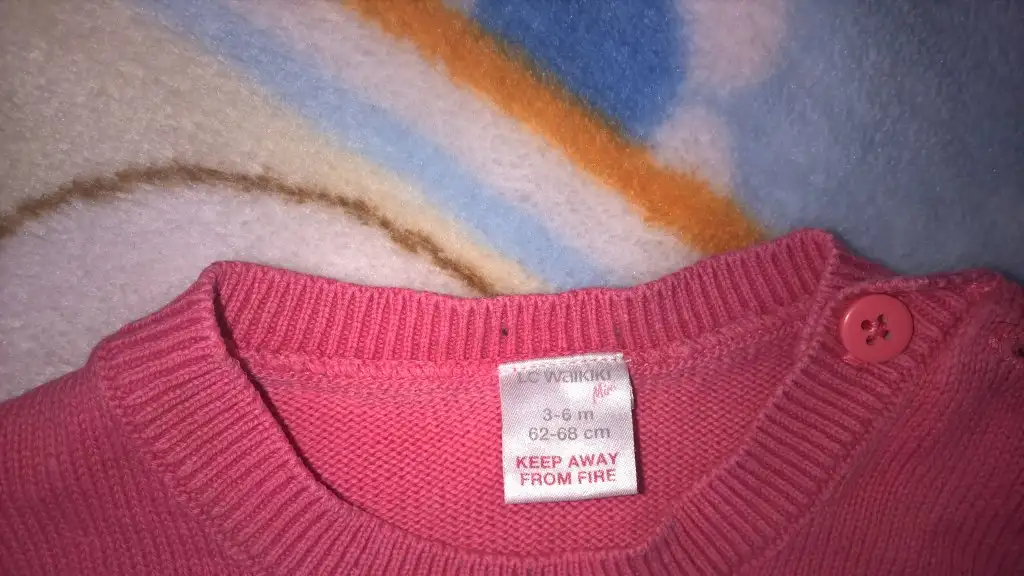 LC Waikiki
Mini
3-6 m
62-68 cm
KEEP AWAY
FROM FIRE